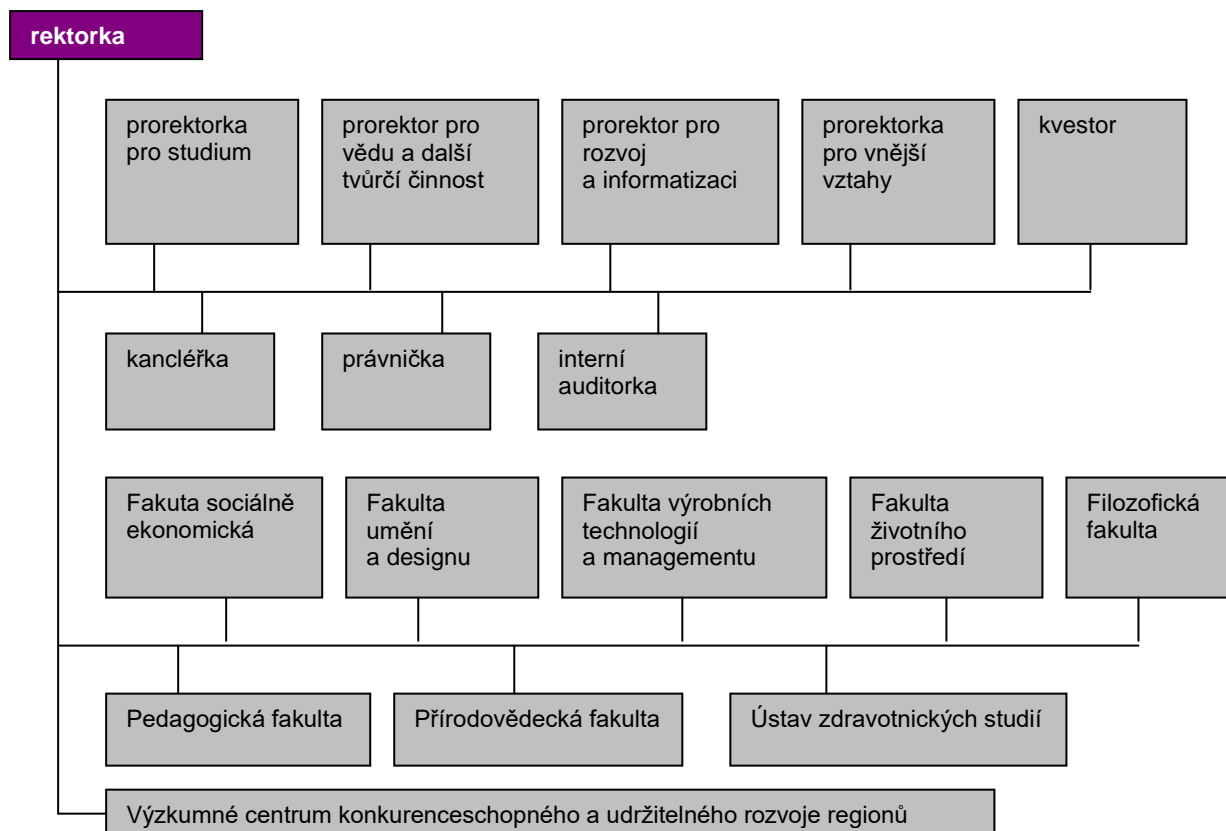 rektorka
prorektorka
pro studium
prorektor pro
vědu a další
tvůrčí činnost
prorektor pro
rozvoj
a informatizaci
prorektorka
pro vnější
vztahy
kvestor
kancléřka
právnička
interní
auditorka
Fakuta sociálně
ekonomická
Fakulta
umění
a designu
Fakulta výrobních
technologií
a managementu
Fakulta
životního
prostředí
Filozofická
fakulta
Pedagogická fakulta
Přírodovědecká fakulta
Ústav zdravotnických studií
Výzkumné centrum konkurenceschopného a udržitelného rozvoje regionů